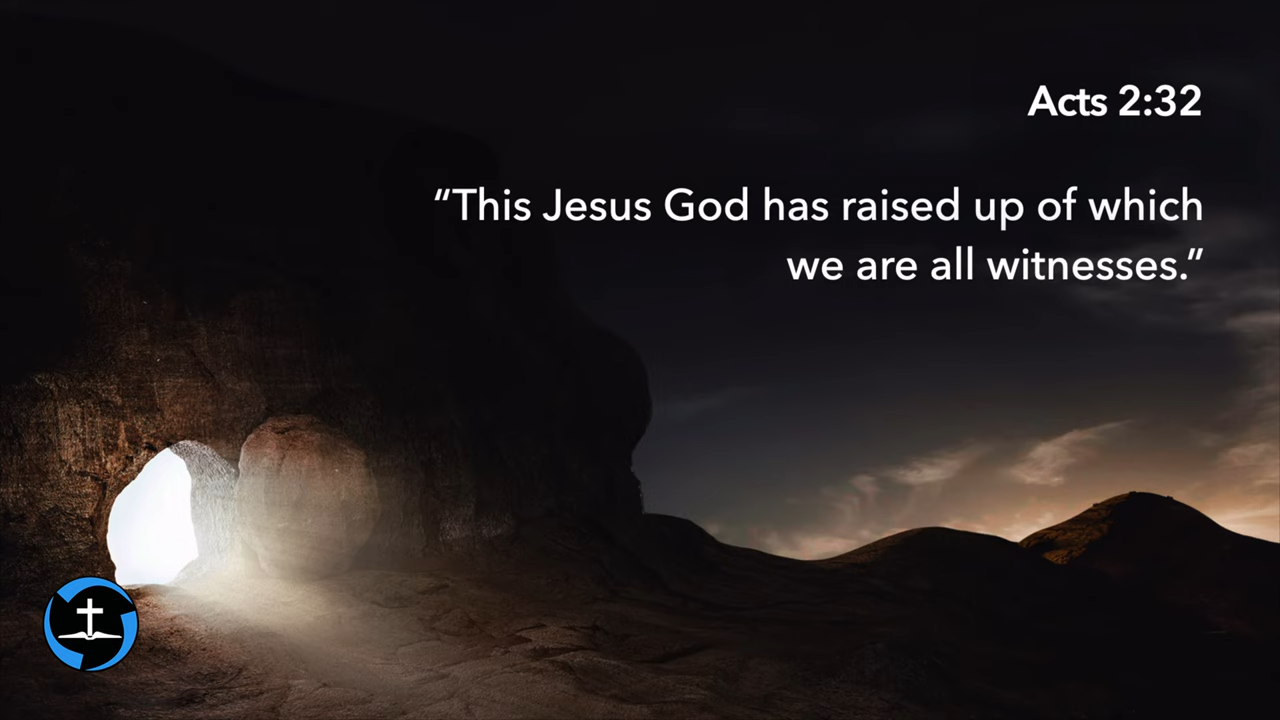 Acts 2:32
“This Jesus God has raised up of which
we are all witnesses.”